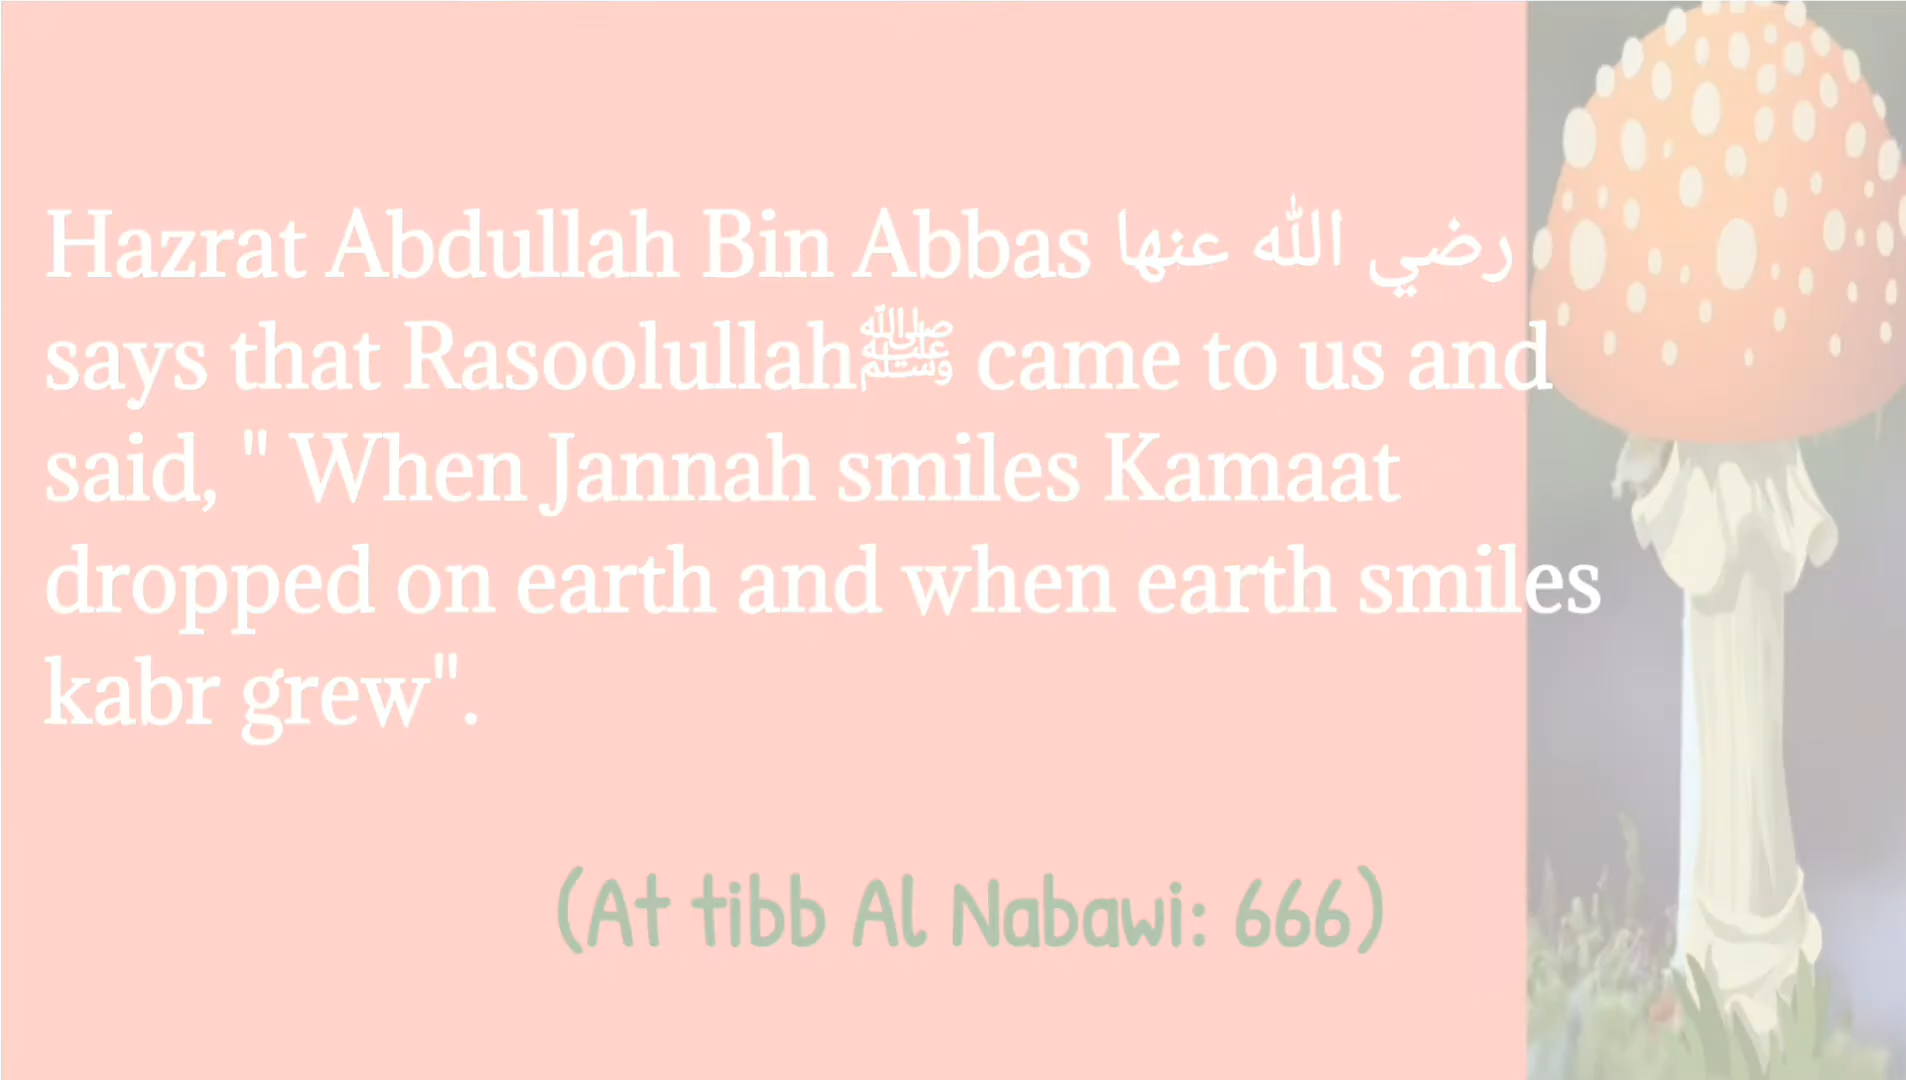 Hazrat Abdullah Bin Abbas رضي الله عنها
says that Rasoolullahﷺ came to us and
said, " When Jannah smiles Kamaat
dropped on earth and when earth smiles
kabr grew".
(At tibb Al Nabawi: 666)